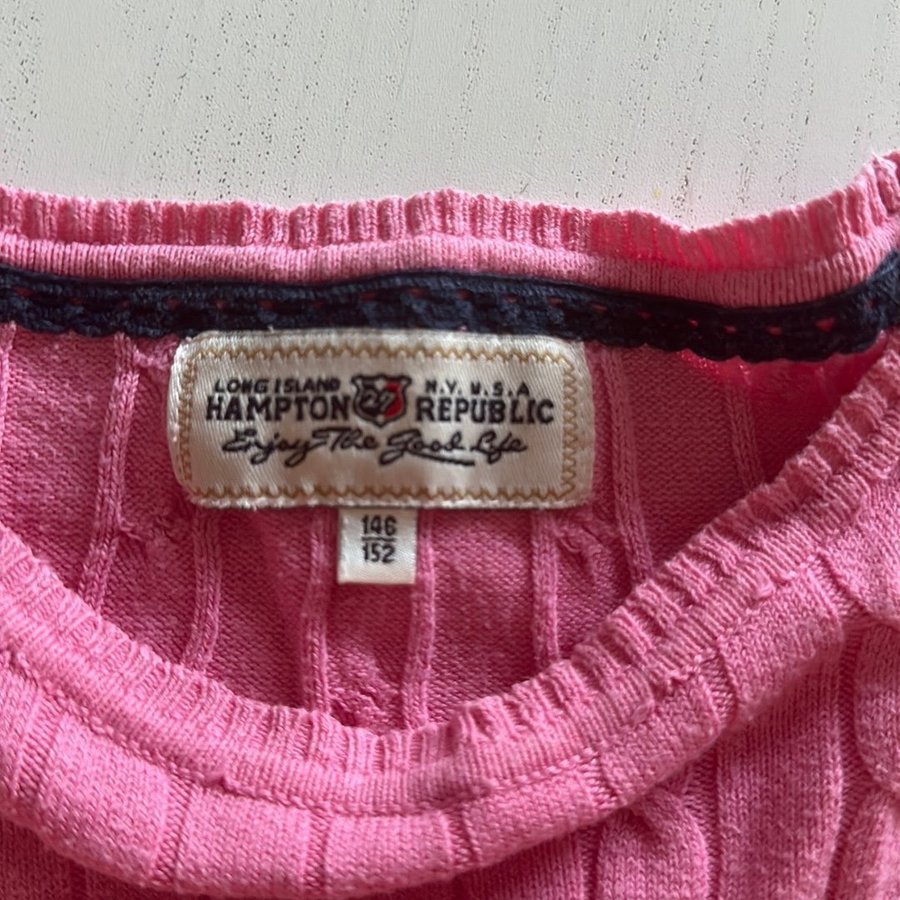 LONG ISLAND 27 N.Y. U.S.A
HAMPTON REPUBLIC
Enjoy The Good Life
146
152